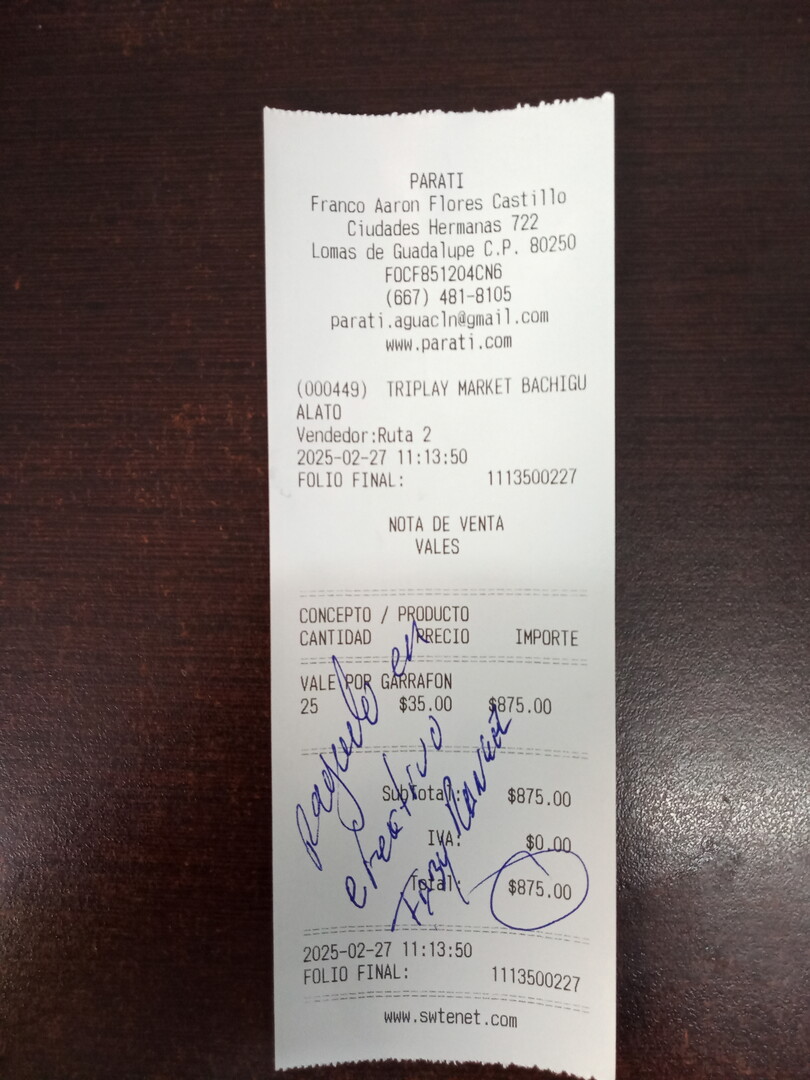 PARATI
Franco Aaron Flores Castillo
Ciudades Hermanas 722
Lomas de Guadalupe C.P. 80250
FOCF851204CN6
(667) 481-8105
parati.aguacln@gmail.com
www.parati.com
(000449) TRIPLAY MARKET BACHIGU
ALATO
Vendedor:Ruta 2
2025-02-27 11:13:50
FOLIO FINAL: 1113500227
NOTA DE VENTA
VALES
CONCEPTO / PRODUCTO
CANTIDAD PRECIO IMPORTE
VALE POR GARRAFON
25 $35.00 $875.00
SubTotal: $875.00
IVA: $0.00
Total: $875.00
en
2025-02-27 11:13:50
FOLIO FINAL: 1113500227
www.swtenet.com